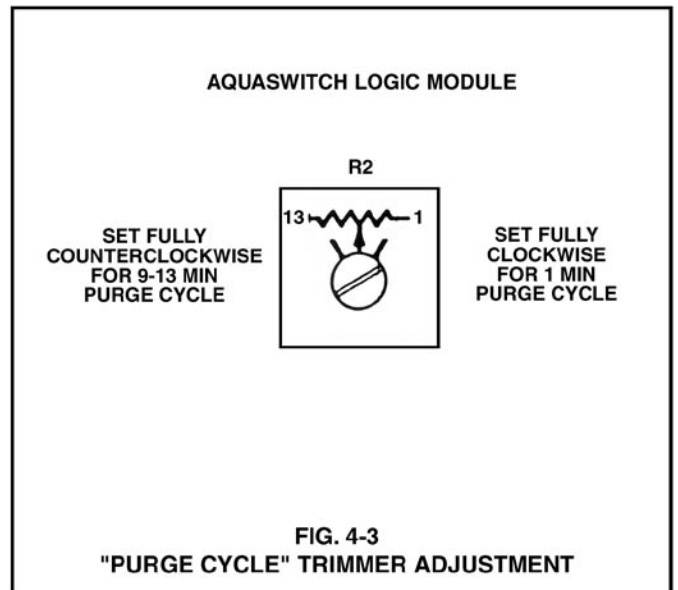 AQUASWITCH LOGIC MODULE
R2
13
1
SET FULLY
COUNTERCLOCKWISE
FOR 9-13 MIN
PURGE CYCLE
SET FULLY
CLOCKWISE
FOR 1 MIN
PURGE CYCLE
FIG. 4-3
"PURGE CYCLE" TRIMMER ADJUSTMENT